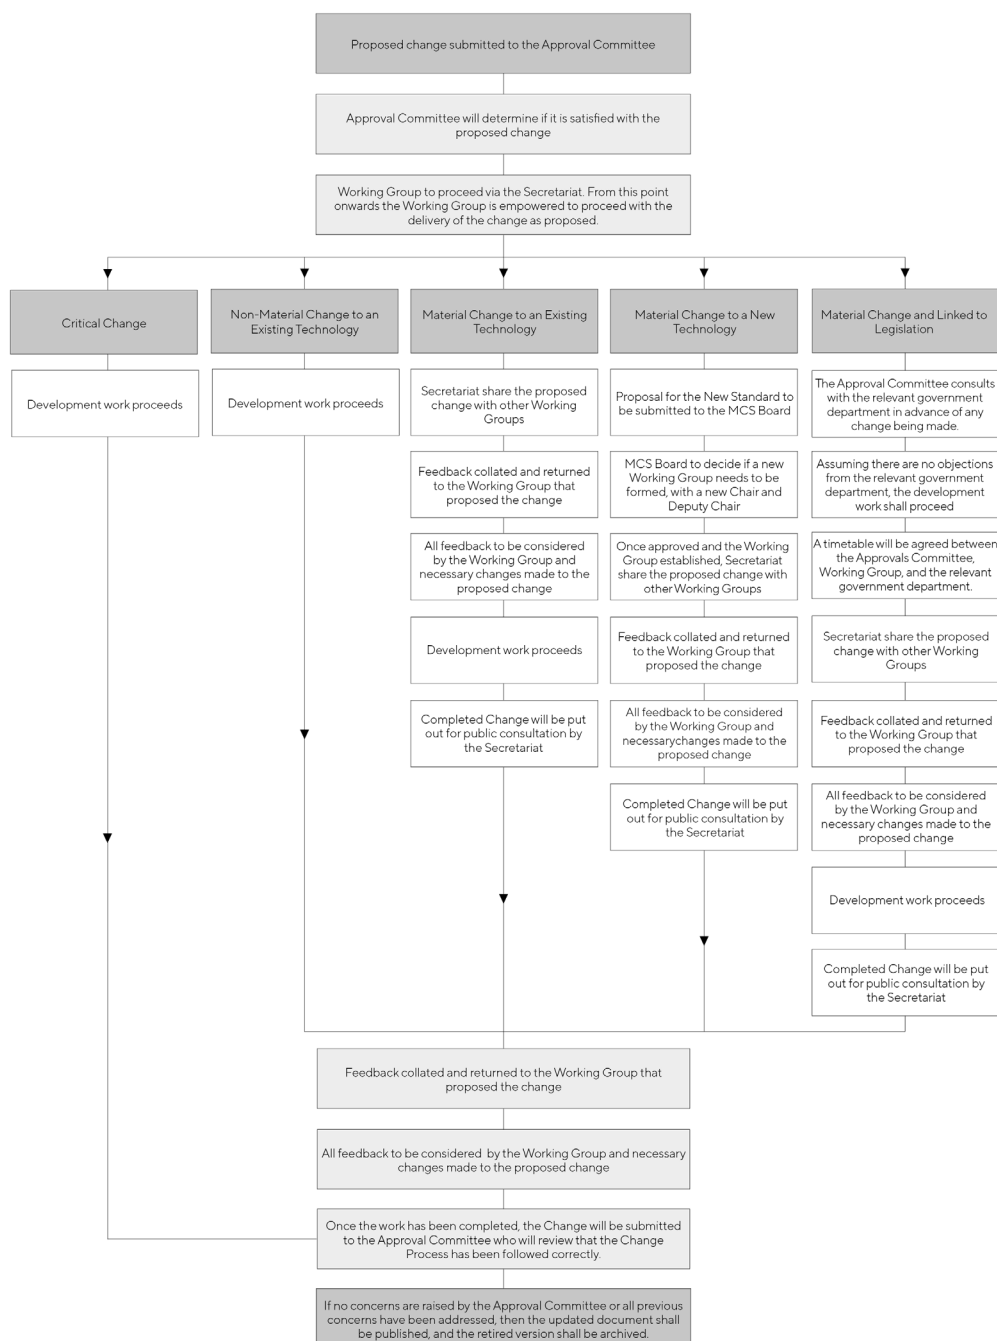 Proposed change submitted to the Approval Committee
Approval Committee will determine if it is satisfied with the
proposed change
Working Group to proceed via the Secretariat. From this point
onwards the Working Group is empowered to proceed with the
delivery of the change as proposed.
Critical Change
Development work proceeds
Non-Material Change to an
Existing Technology
Development work proceeds
Material Change to an Existing
Technology
Secretariat share the proposed
change with other Working
Groups
Feedback collated and returned
to the Working Group that
proposed the change
All feedback to be considered
by the Working Group and
necessary changes made to the
proposed change
Development work proceeds
Completed Change will be put
out for public consultation by
the Secretariat
Material Change to a New
Technology
Proposal for the New Standard to
be submitted to the MCS Board
MCS Board to decide if a new
Working Group needs to be
formed, with a new Chair and
Deputy Chair
Once approved and the Working
Group established, Secretariat
share the proposed change with
other Working Groups
Feedback collated and returned
to the Working Group that
proposed the change
All feedback to be considered
by the Working Group and
necessarychanges made to the
proposed change
Completed Change will be put
out for public consultation by
the Secretariat
Material Change and Linked to
Legislation
The Approval Committee consults
with the relevant government
department in advance of any
change being made.
Assuming there are no objections
from the relevant government
department, the development
work shall proceed
A timetable will be agreed between
the Approvals Committee,
Working Group, and the relevant
government department.
Secretariat share the proposed
change with other Working
Groups
Feedback collated and returned
to the Working Group that
proposed the change
All feedback to be considered
by the Working Group and
necessary changes made to the
proposed change
Development work proceeds
Completed Change will be put
out for public consultation by
the Secretariat
Feedback collated and returned to the Working Group that
proposed the change
All feedback to be considered by the Working Group and necessary
changes made to the proposed change
Once the work has been completed, the Change will be submitted
to the Approval Committee who will review that the Change
Process has been followed correctly.
If no concerns are raised by the Approval Committee or all previous
concerns have been addressed, then the updated document shall
be published, and the retired version shall be archived.